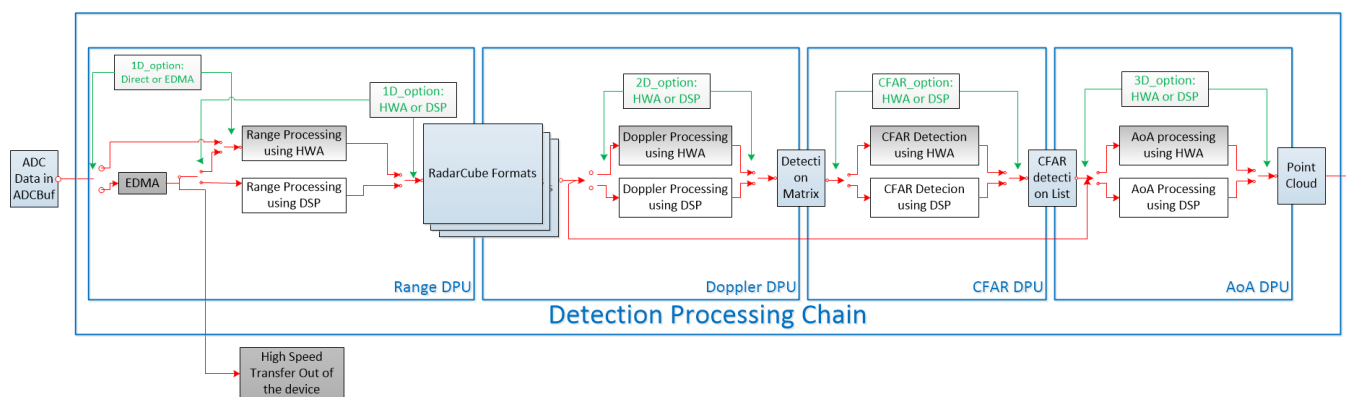 ADC
Data in
ADCBuf
1D_option:
Direct or EDMA
EDMA
Range Processing
using HWA
Range Processing
using DSP
1D_option:
HWA or DSP
RadarCube Formats
s
Range DPU
2D_option:
HWA or DSP
Doppler Processing
using HWA
Doppler Processing
using DSP
Detecti
on
Matrix
Doppler DPU
CFAR_option:
HWA or DSP
CFAR Detection
using HWA
CFAR Detecion
using DSP
CFAR
detecti
on List
CFAR DPU
3D_option:
HWA or DSP
AoA processing
using HWA
AoA Processing
using DSP
Point
Cloud
AoA DPU
Detection Processing Chain
High Speed
Transfer Out of
the device